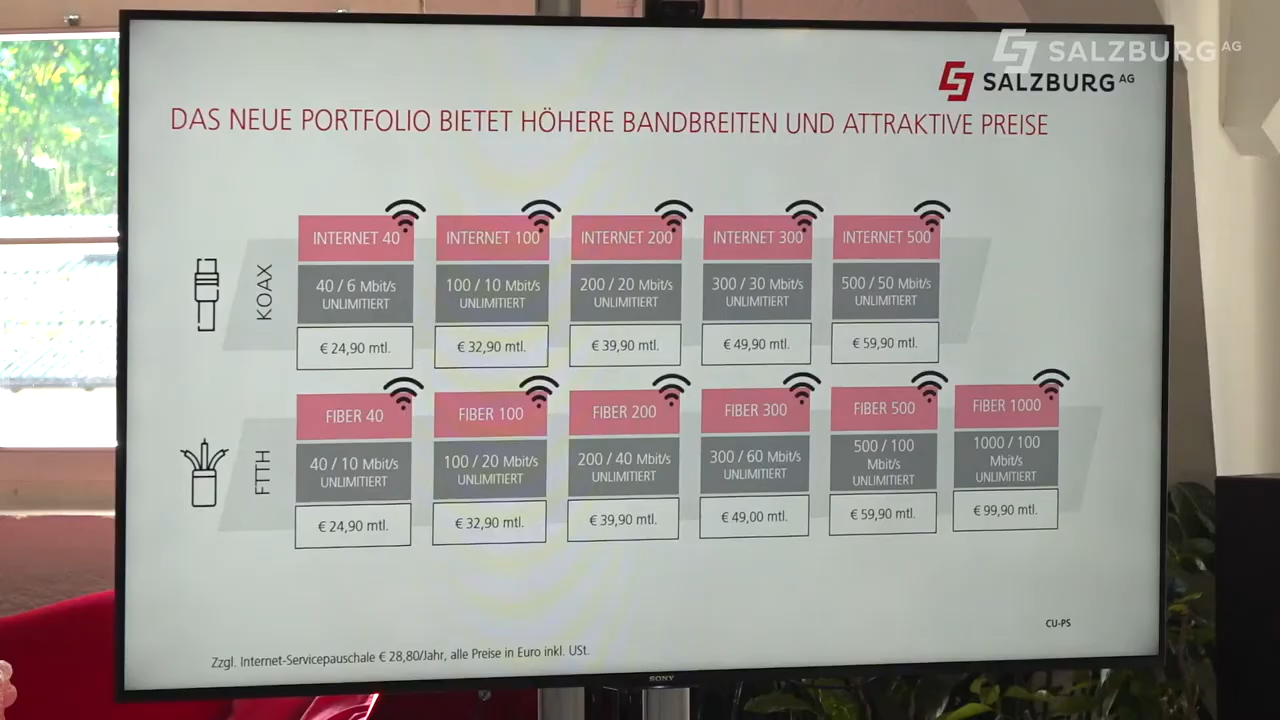 SALZBURG AG
SALZBURG AG
DAS NEUE PORTFOLIO BIETET HÖHERE BANDBREITEN UND ATTRAKTIVE PREISE
KOAX
INTERNET 40 INTERNET 100 INTERNET 200 INTERNET 300 INTERNET 500
40 / 6 Mbit/s 100 / 10 Mbit/s 200 / 20 Mbit/s 300 / 30 Mbit/s 500 / 50 Mbit/s
UNLIMITIERT UNLIMITIERT UNLIMITIERT UNLIMITIERT UNLIMITIERT
€ 24,90 mtl. € 32,90 mtl. € 39,90 mtl. € 49,90 mtl. € 59,90 mtl.
FTTH
FIBER 40 FIBER 100 FIBER 200 FIBER 300 FIBER 500 FIBER 1000
40 / 10 Mbit/s 100 / 20 Mbit/s 200 / 40 Mbit/s 300 / 60 Mbit/s 500 / 100 1000 / 100
Mbit/s Mbit/s
UNLIMITIERT UNLIMITIERT UNLIMITIERT UNLIMITIERT UNLIMITIERT UNLIMITIERT
€ 24,90 mtl. € 32,90 mtl. € 39,90 mtl. € 49,00 mtl. € 59,90 mtl. € 99,90 mtl.
CU-PS
Zzgl. Internet-Servicepauschale € 28,80/Jahr, alle Preise in Euro inkl. USt.
SONY